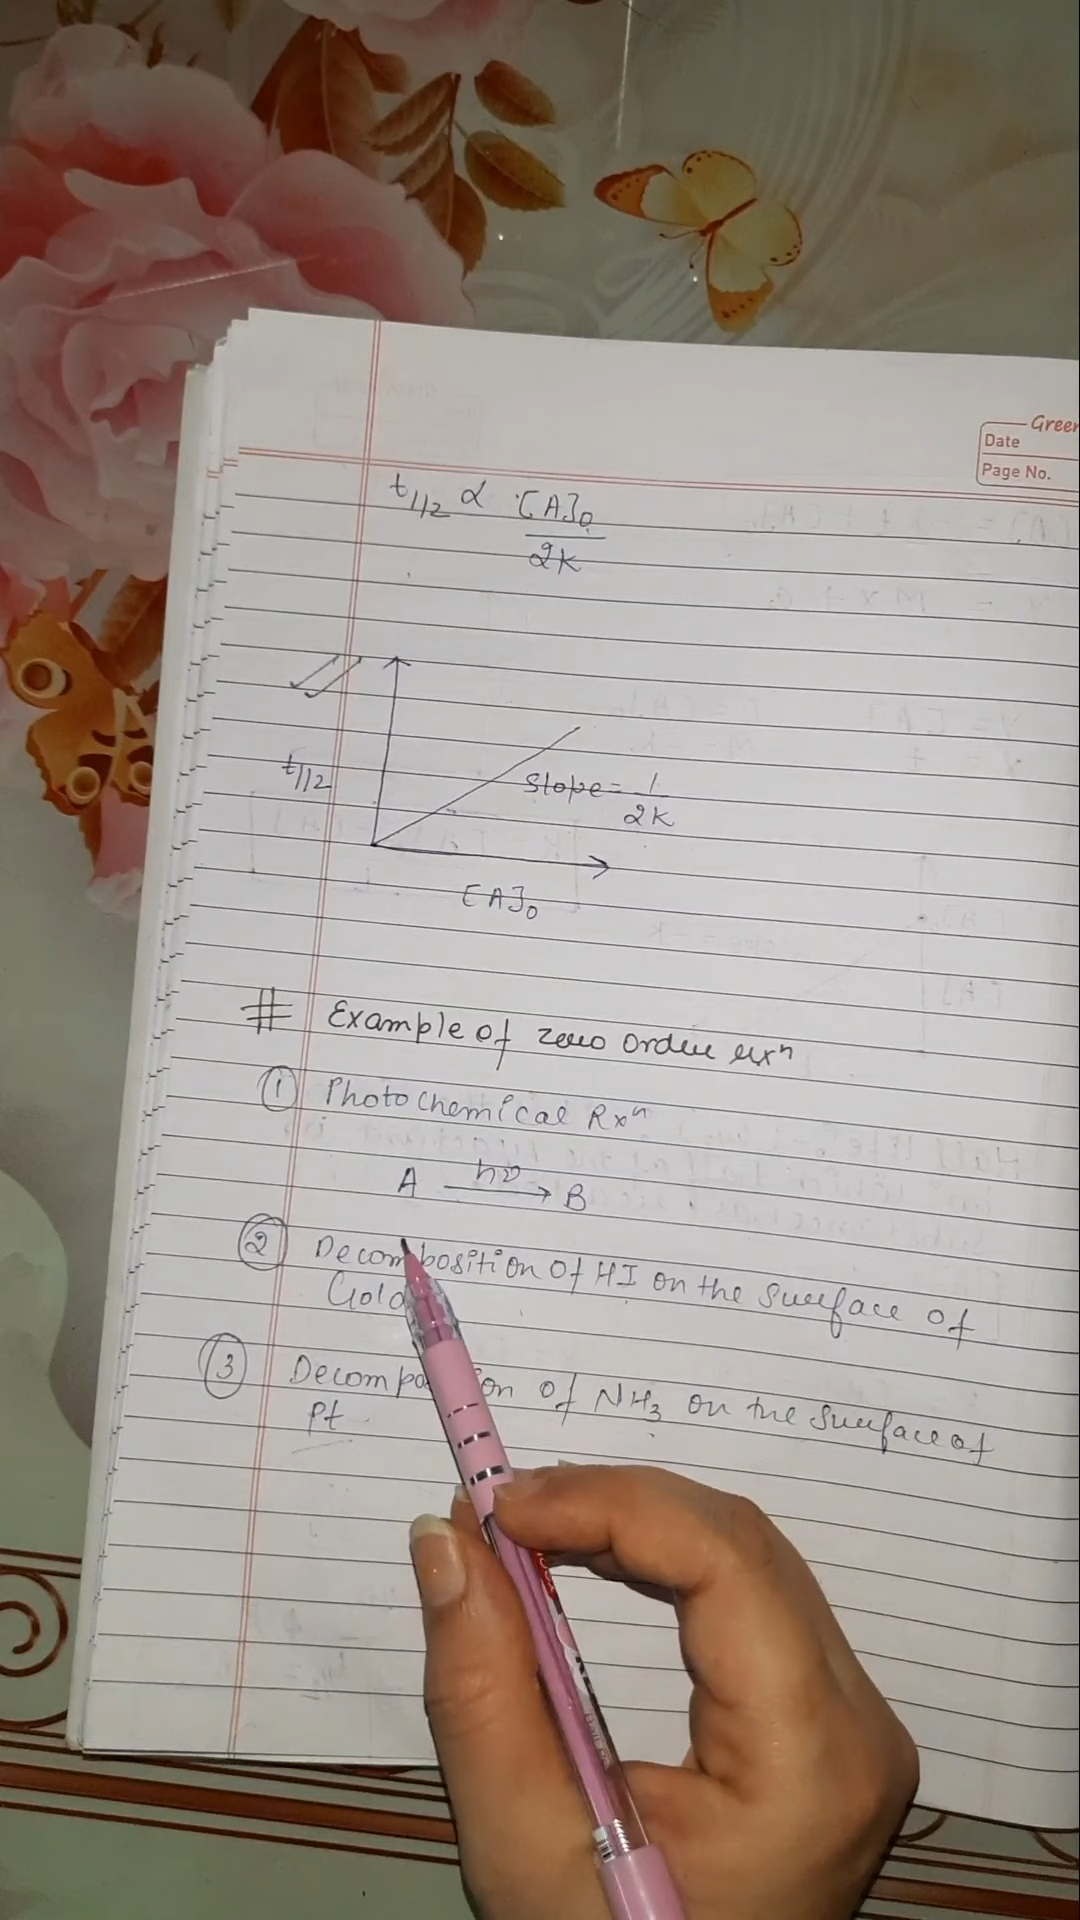 Green
Date
Page No.
t1/2 ∝ [A]0
2K
t1/2
Slope = 1
2K
[A]0
# Example of zero order rxn
① Photochemical Rxn
A hν→ B
② Decomposition of HI on the surface of
Gold
③ Decomposition of NH3 on the surface of
Pt